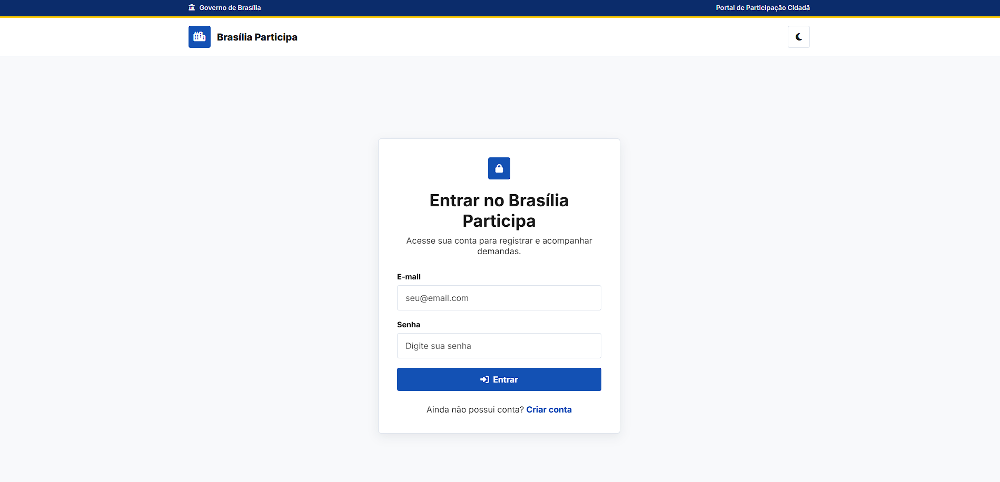 Governo de Brasília
Portal de Participação Cidadã
Brasília Participa
Entrar no Brasília
Participa
Acesse sua conta para registrar e acompanhar
demandas.
E-mail
seu@email.com
Senha
Digite sua senha
Entrar
Ainda não possui conta? Criar conta